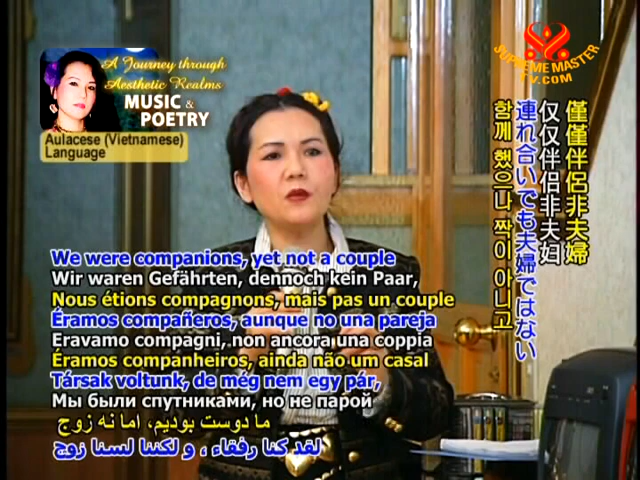 A Journey through
Aesthetic Realms
MUSIC &
POETRY
Aulacese (Vietnamese)
Language
SUPREME MASTER
TV.COM
僅僅伴侶非夫婦
仅仅伴侣非夫妇
連れ合いでも夫婦ではない
함께 했으나 짝이 아니고
We were companions, yet not a couple
Wir waren Gefährten, dennoch kein Paar,
Nous étions compagnons, mais pas un couple
Éramos compañeros, aunque no una pareja
Eravamo compagni, non ancora una coppia
Éramos companheiros, ainda não um casal
Társak voltunk, de még nem egy pár,
Мы были спутниками, но не парой
ما دوست بودیم، اما نه زوج
لقد كنا رفقاء ، و لكننا لسنا زوج